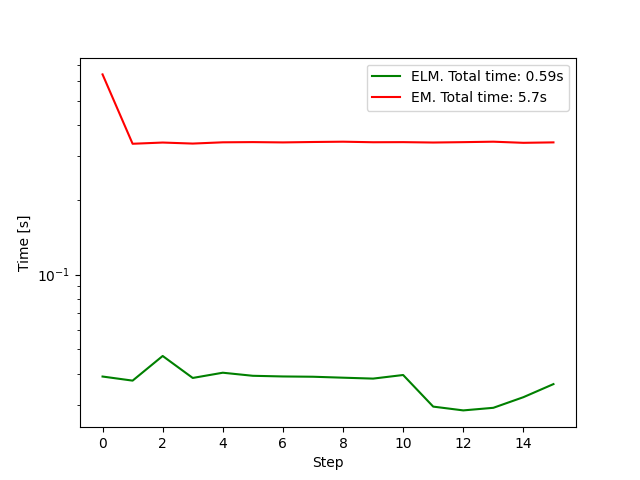 ELM. Total time: 0.59s
EM. Total time: 5.7s
Time [s]
10⁻¹
0 2 4 6 8 10 12 14
Step